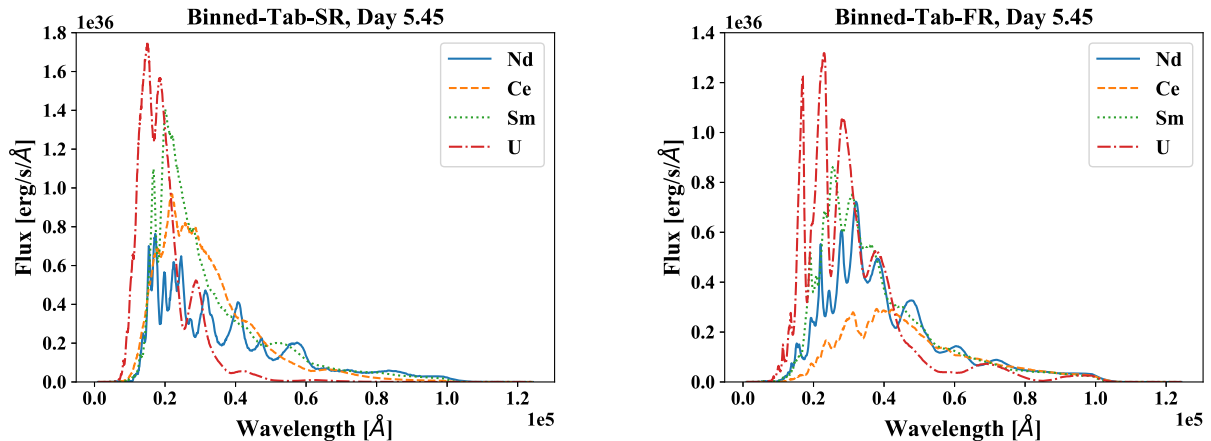 Binned-Tab-SR, Day 5.45
1e36
1.8
1.6
1.4
1.2
1.0
0.8
0.6
0.4
0.2
0.0
Flux [erg/s/Å]
Nd
Ce
Sm
U
0.0 0.2 0.4 0.6 0.8 1.0 1.2
1e5
Wavelength [Å]
Binned-Tab-FR, Day 5.45
1e36
1.4
1.2
1.0
0.8
0.6
0.4
0.2
0.0
Flux [erg/s/Å]
Nd
Ce
Sm
U
0.0 0.2 0.4 0.6 0.8 1.0 1.2
1e5
Wavelength [Å]